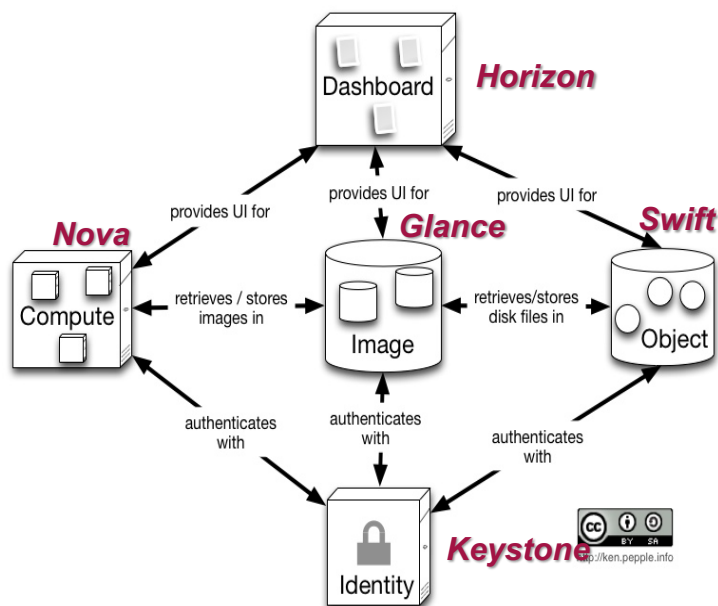 Dashboard
Horizon
provides UI for
provides UI for
provides UI for
Nova
Glance
Swift
Compute
retrieves / stores
images in
Image
retrieves/stores
disk files in
Object
authenticates
with
authenticates
with
authenticates
with
Identity
Keystone
cc
BY SA
http://ken.pepple.info